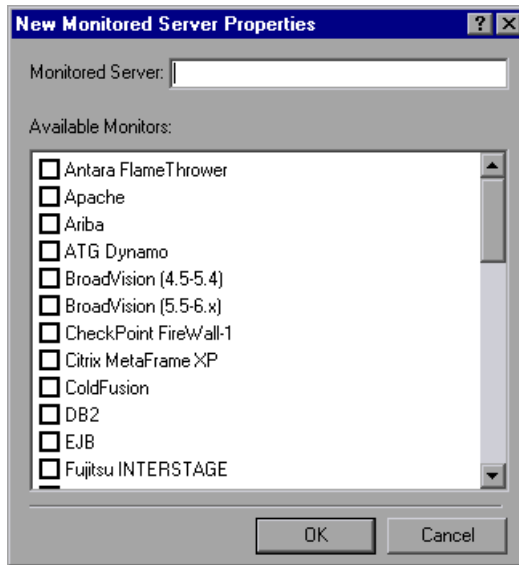 New Monitored Server Properties
Monitored Server:
Available Monitors:
Antara FlameThrower
Apache
Ariba
ATG Dynamo
BroadVision (4.5-5.4)
BroadVision (5.5-6.x)
CheckPoint FireWall-1
Citrix MetaFrame XP
ColdFusion
DB2
EJB
Fujitsu INTERSTAGE
OK Cancel